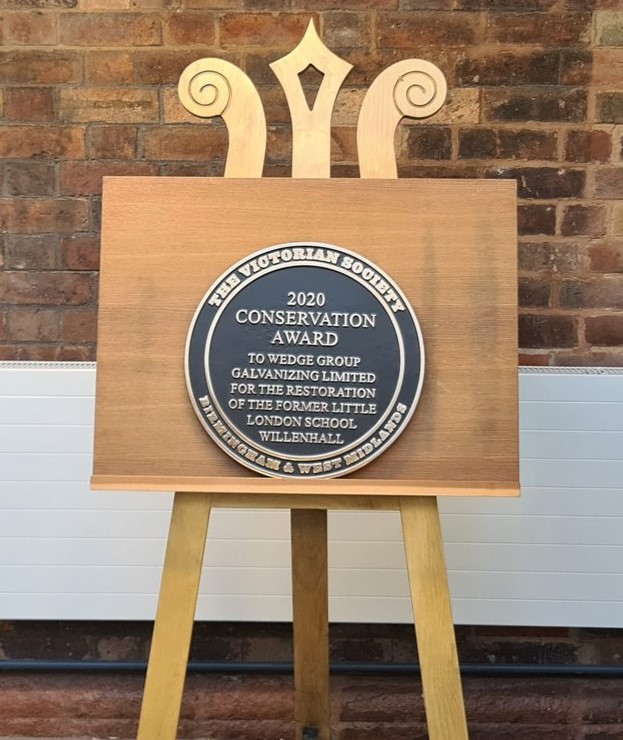 THE VICTORIAN SOCIETY
2020
CONSERVATION
AWARD
TO WEDGE GROUP
GALVANIZING LIMITED
FOR THE RESTORATION
OF THE FORMER LITTLE
LONDON SCHOOL
WILLENHALL
BIRMINGHAM & WEST MIDLANDS